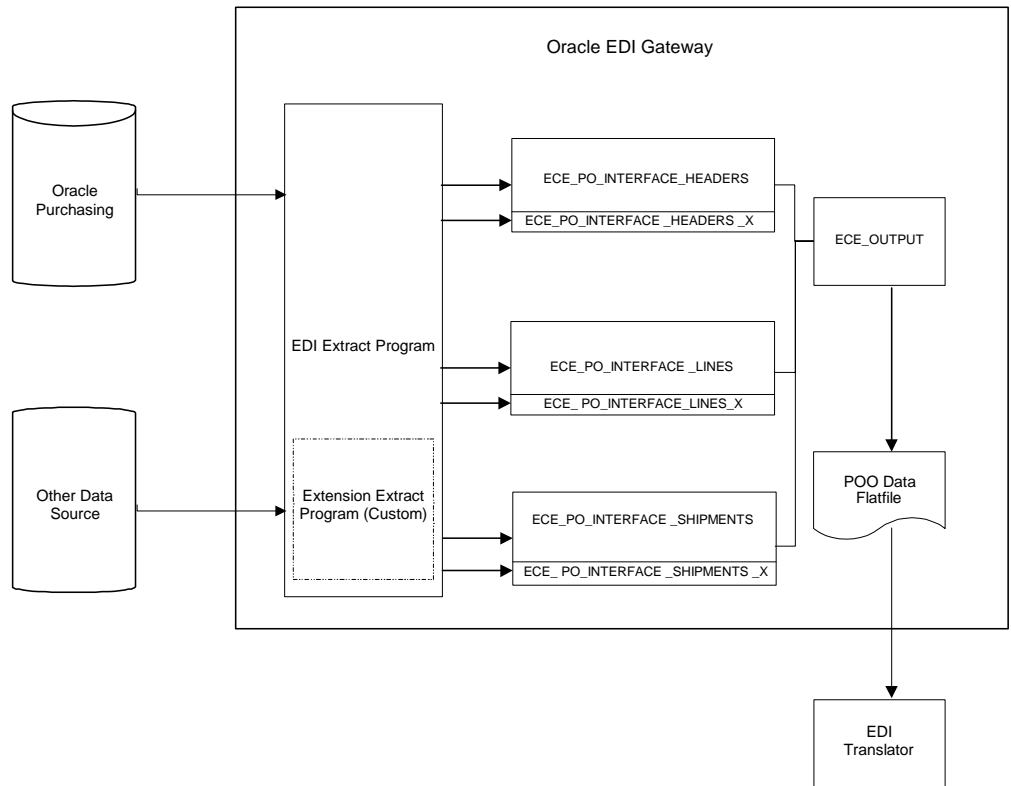 Oracle EDI Gateway
Oracle
Purchasing
Other Data
Source
EDI Extract Program
Extension Extract
Program (Custom)
ECE_PO_INTERFACE_HEADERS
ECE_PO_INTERFACE _HEADERS _X
ECE_PO_INTERFACE _LINES
ECE_ PO_INTERFACE_LINES_X
ECE_PO_INTERFACE _SHIPMENTS
ECE_ PO_INTERFACE _SHIPMENTS _X
ECE_OUTPUT
POO Data
Flatfile
EDI
Translator